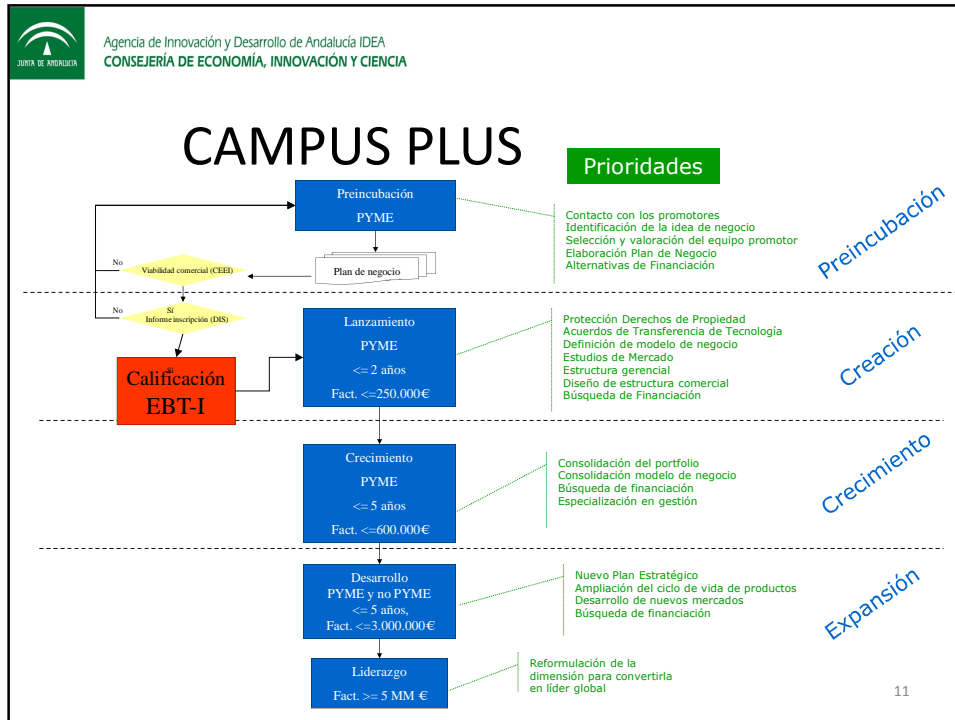 JUNTA DE ANDALUCIA
Agencia de Innovación y Desarrollo de Andalucía IDEA
CONSEJERÍA DE ECONOMÍA, INNOVACIÓN Y CIENCIA
CAMPUS PLUS
Prioridades
Preincubación
PYME
Contacto con los promotores
Identificación de la idea de negocio
Selección y valoración del equipo promotor
Elaboración Plan de Negocio
Alternativas de Financiación
Preincubación
No
Viabilidad comercial (CEEI)
Plan de negocio
Sí
No
Informe inscripción (DIS)
Sí
Calificación
EBT-I
Lanzamiento
PYME
<= 2 años
Fact. <=250.000€
Protección Derechos de Propiedad
Acuerdos de Transferencia de Tecnología
Definición de modelo de negocio
Estudios de Mercado
Estructura gerencial
Diseño de estructura comercial
Búsqueda de Financiación
Creación
Crecimiento
PYME
<= 5 años
Fact. <=600.000€
Consolidación del portfolio
Consolidación modelo de negocio
Búsqueda de financiación
Especialización en gestión
Crecimiento
Desarrollo
PYME y no PYME
<= 5 años,
Fact. <=3.000.000€
Nuevo Plan Estratégico
Ampliación del ciclo de vida de productos
Desarrollo de nuevos mercados
Búsqueda de financiación
Expansión
Liderazgo
Fact. >= 5 MM €
Reformulación de la
dimensión para convertirla
en líder global
11